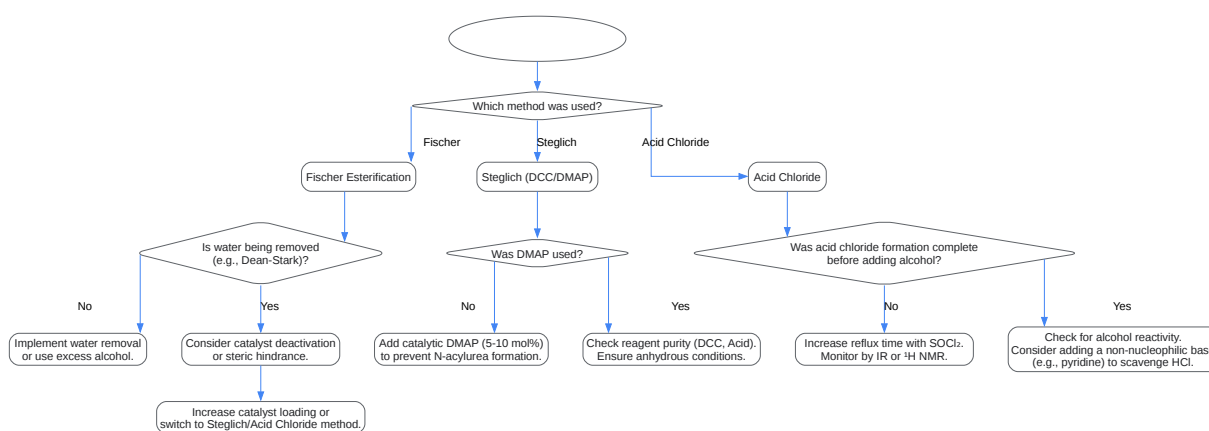 Which method was used?
Fischer
Steglich
Acid Chloride
Fischer Esterification
Steglich (DCC/DMAP)
Acid Chloride
Is water being removed
(e.g., Dean-Stark)?
Was DMAP used?
Was acid chloride formation complete
before adding alcohol?
No
Yes
No
Yes
No
Yes
Implement water removal
or use excess alcohol.
Consider catalyst deactivation
or steric hindrance.
Add catalytic DMAP (5-10 mol%)
to prevent N-acylurea formation.
Check reagent purity (DCC, Acid).
Ensure anhydrous conditions.
Increase reflux time with SOCl₂.
Monitor by IR or ¹H NMR.
Check for alcohol reactivity.
Consider adding a non-nucleophilic bas
(e.g., pyridine) to scavenge HCl.
Increase catalyst loading or
switch to Steglich/Acid Chloride method.